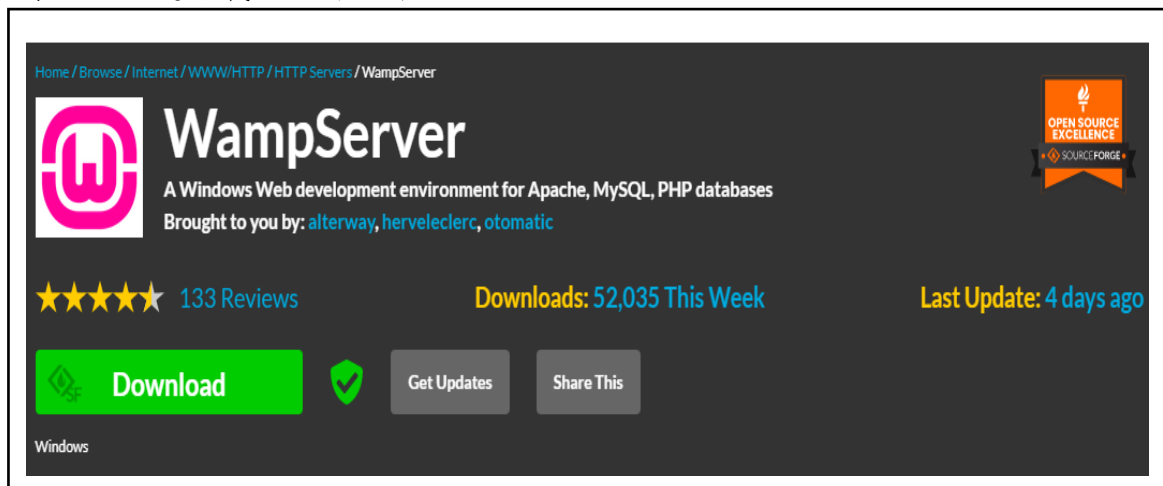 Home / Browse / Internet / WWW/HTTP / HTTP Servers / WampServer
WampServer
OPEN SOURCE
EXCELLENCE
SOURCEFORGE
A Windows Web development environment for Apache, MySQL, PHP databases
Brought to you by: alterway, herveleclerc, otomatic
133 Reviews
Downloads: 52,035 This Week
Last Update: 4 days ago
SF
Download
Get Updates
Share This
Windows